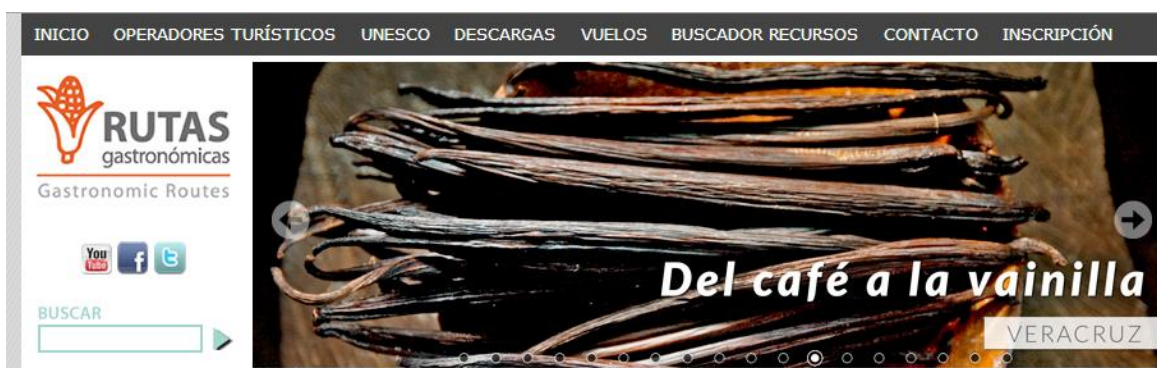 INICIO OPERADORES TURÍSTICOS UNESCO DESCARGAS VUELOS BUSCADOR RECURSOS CONTACTO INSCRIPCIÓN
RUTAS
gastronómicas
Gastronomic Routes
You
Tube
f
t
BUSCAR
Del café a la vainilla
VERACRUZ